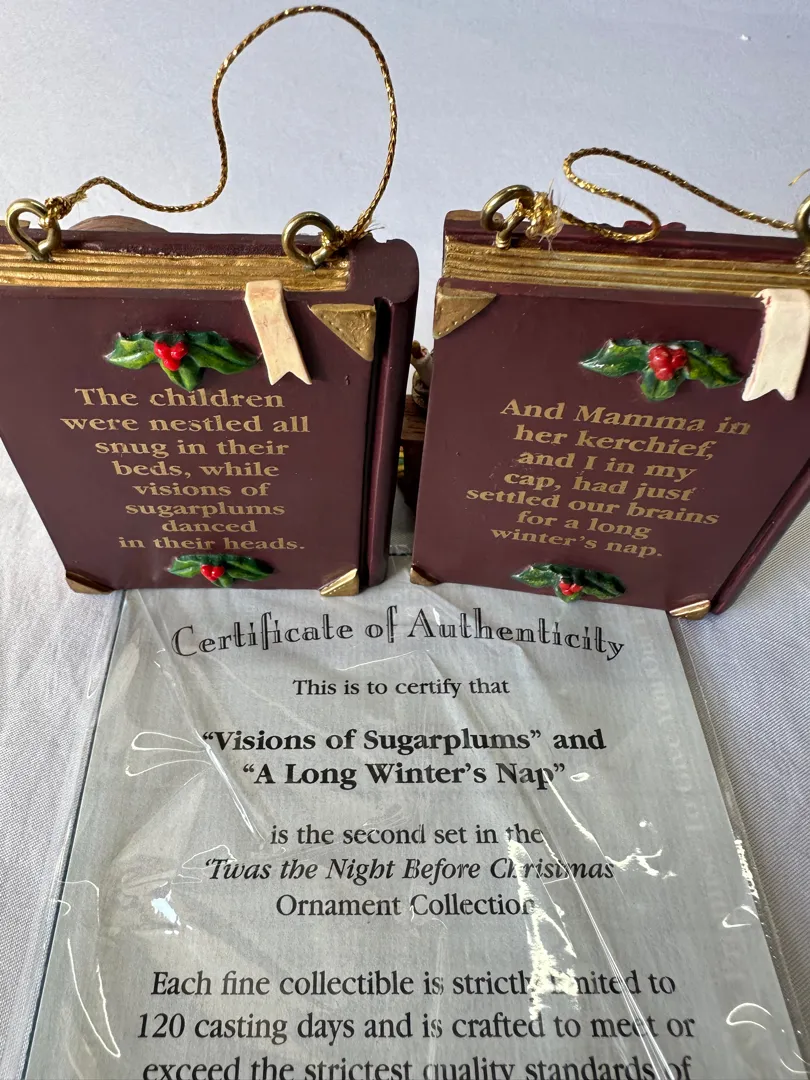 The children
were nestled all
snug in their
beds, while
visions of
sugarplums
danced
in their heads.
And Mamma in
her kerchief,
and I in my
cap, had just
settled our brains
for a long
winter's nap.
Certificate of Authenticity
This is to certify that
“Visions of Sugarplums” and
“A Long Winter's Nap”
is the second set in the
‘Twas the Night Before Christmas
Ornament Collection
Each fine collectible is strictly limited to
120 casting days and is crafted to meet or
exceed the strictest quality standards of